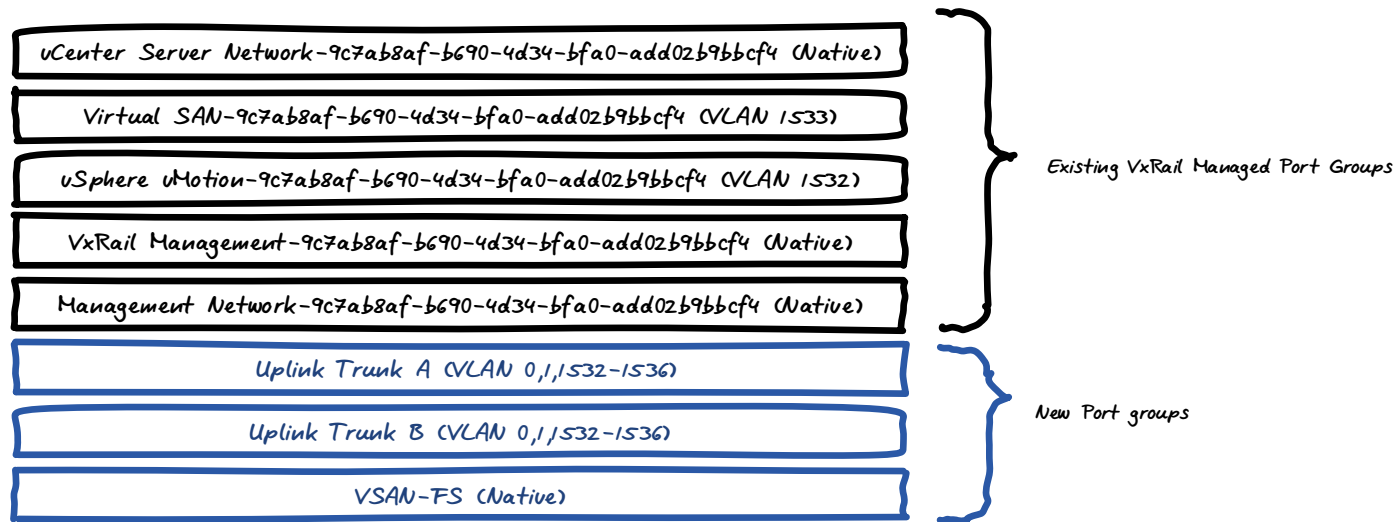 vCenter Server Network-9c7ab8af-b690-4d34-bfa0-add02b9bbcf4 (Native)
Virtual SAN-9c7ab8af-b690-4d34-bfa0-add02b9bbcf4 (VLAN 1533)
vSphere vMotion-9c7ab8af-b690-4d34-bfa0-add02b9bbcf4 (VLAN 1532)
VxRail Management-9c7ab8af-b690-4d34-bfa0-add02b9bbcf4 (Native)
Management Network-9c7ab8af-b690-4d34-bfa0-add02b9bbcf4 (Native)
Existing VxRail Managed Port Groups
Uplink Trunk A (VLAN 0,1,1532-1536)
Uplink Trunk B (VLAN 0,1,1532-1536)
VSAN-FS (Native)
New Port groups